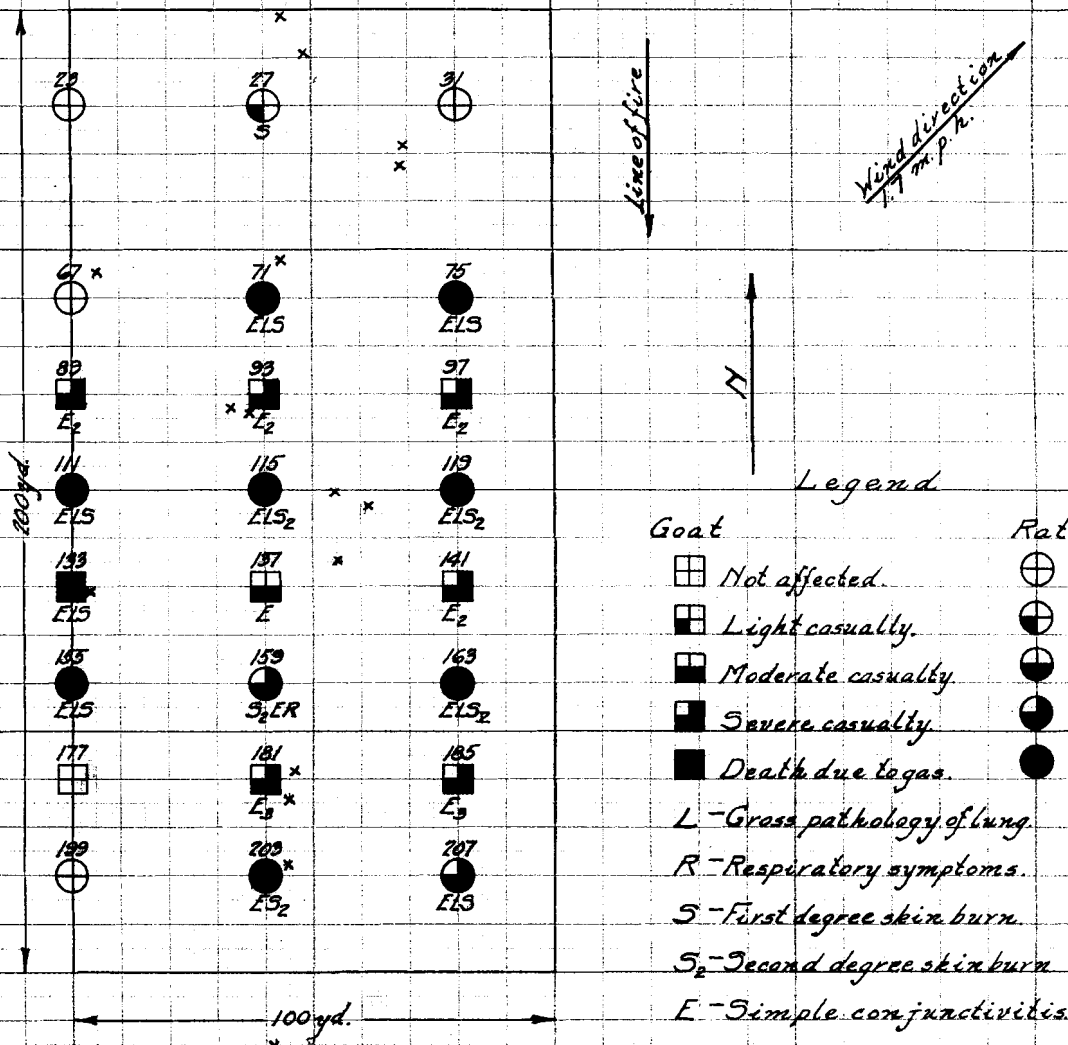 23 27 31
S
Line of fire
Wind direction
1.7 m.p.h.
67 71 75
ELS ELS
89 93 97
E₂ E₂ E₂
N
111 115 119
ELS ELS₂ ELS₂
200 yd.
133 137 141
ELS E E₂
155 159 163
ELS S₂ER
177 181 185
E₃ E₃
199 203 207
ES₂ ELS
100 yd.
Legend
Goat Rat
Not affected.
Light casualty.
Moderate casualty.
Severe casualty.
Death due to gas.
L - Gross pathology of lung.
R - Respiratory symptoms.
S - First degree skin burn.
S₂ - Second degree skin burn
E - Simple conjunctivitis.